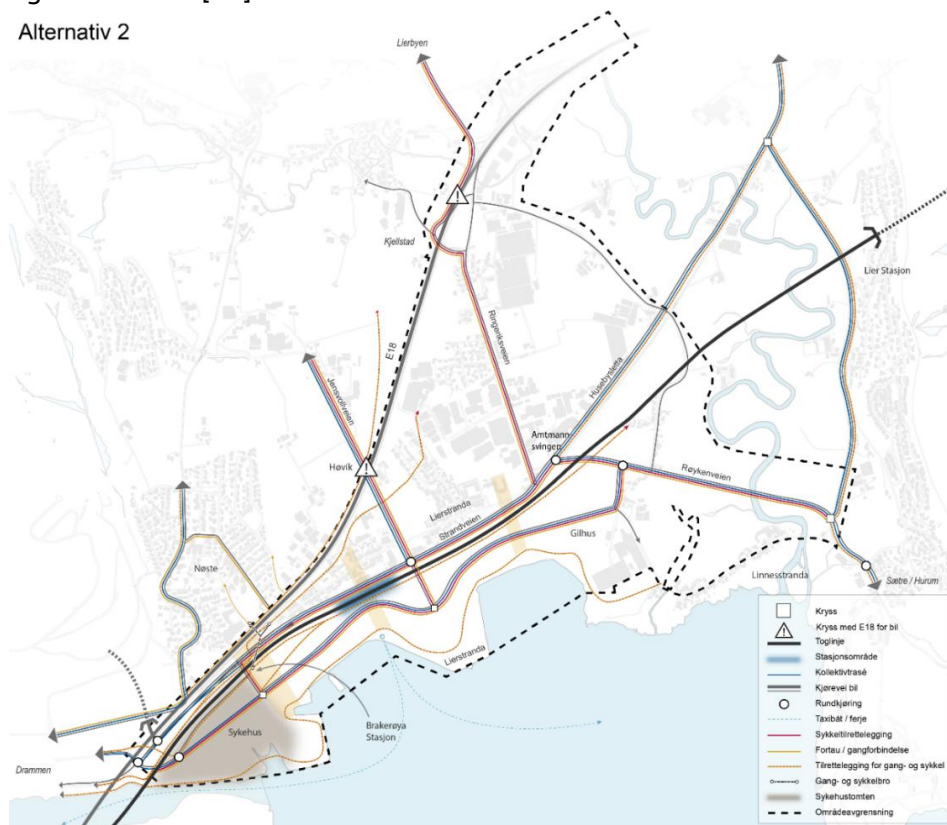 Alternativ 2
Lierbyen
Kjellstad
Lier Stasjon
E18
Ringeriksveien
Husebysletta
Jensvollveien
Amtmann-
svingen
Høvik
Røykenveien
Lierstranda
Strandveien
Gilhus
Nøste
Linnesstranda
Sætre / Hurum
Lierstranda
Brakerøya
Stasjon
Sykehus
Drammen
Kryss
Kryss med E18 for bil
Toglinje
Stasjonsområde
Kollektivtrasé
Kjørevei bil
Rundkjøring
Taxibåt / ferje
Sykkeltilrettelegging
Fortau / gangforbindelse
Tilrettelegging for gang- og sykkel
Gang- og sykkelbro
Sykehustomten
Områdeavgrensning